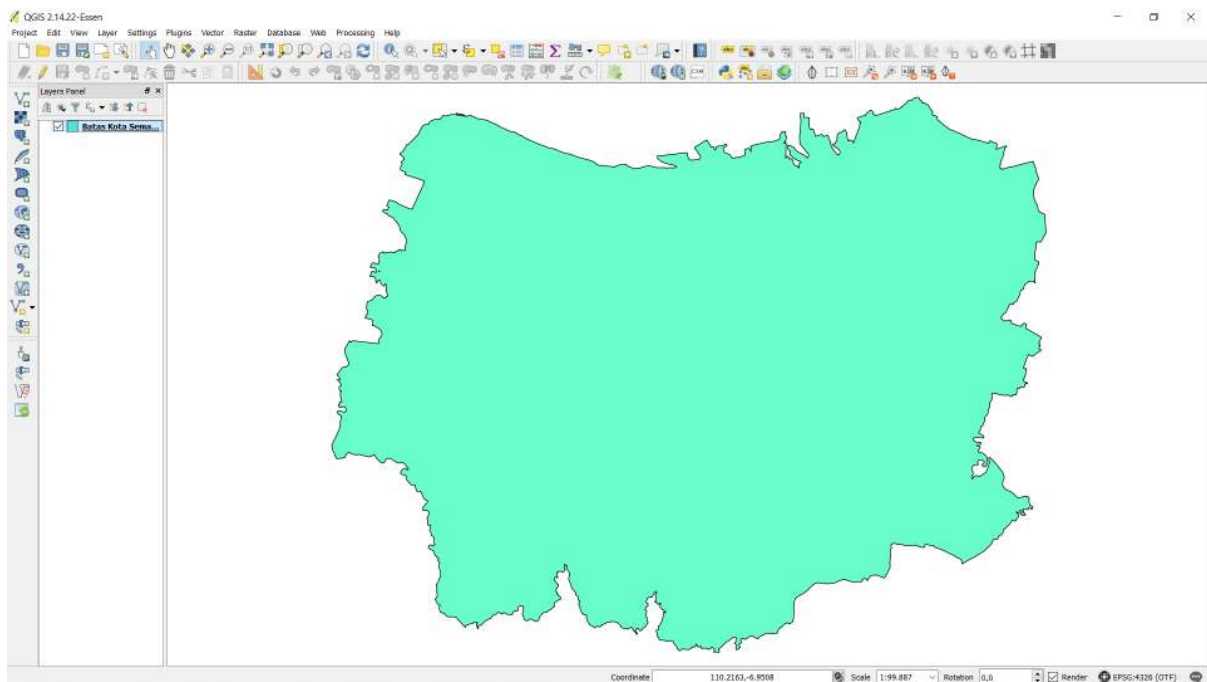 QGIS 2.14.22-Essen
Project Edit View Layer Settings Plugins Vector Raster Database Web Processing Help
Layers Panel
Batas Kota Sema...
Coordinate 110.2163,-6.9508 Scale 1:99.887 Rotation 0,0 Render EPSG:4326 (OTF)